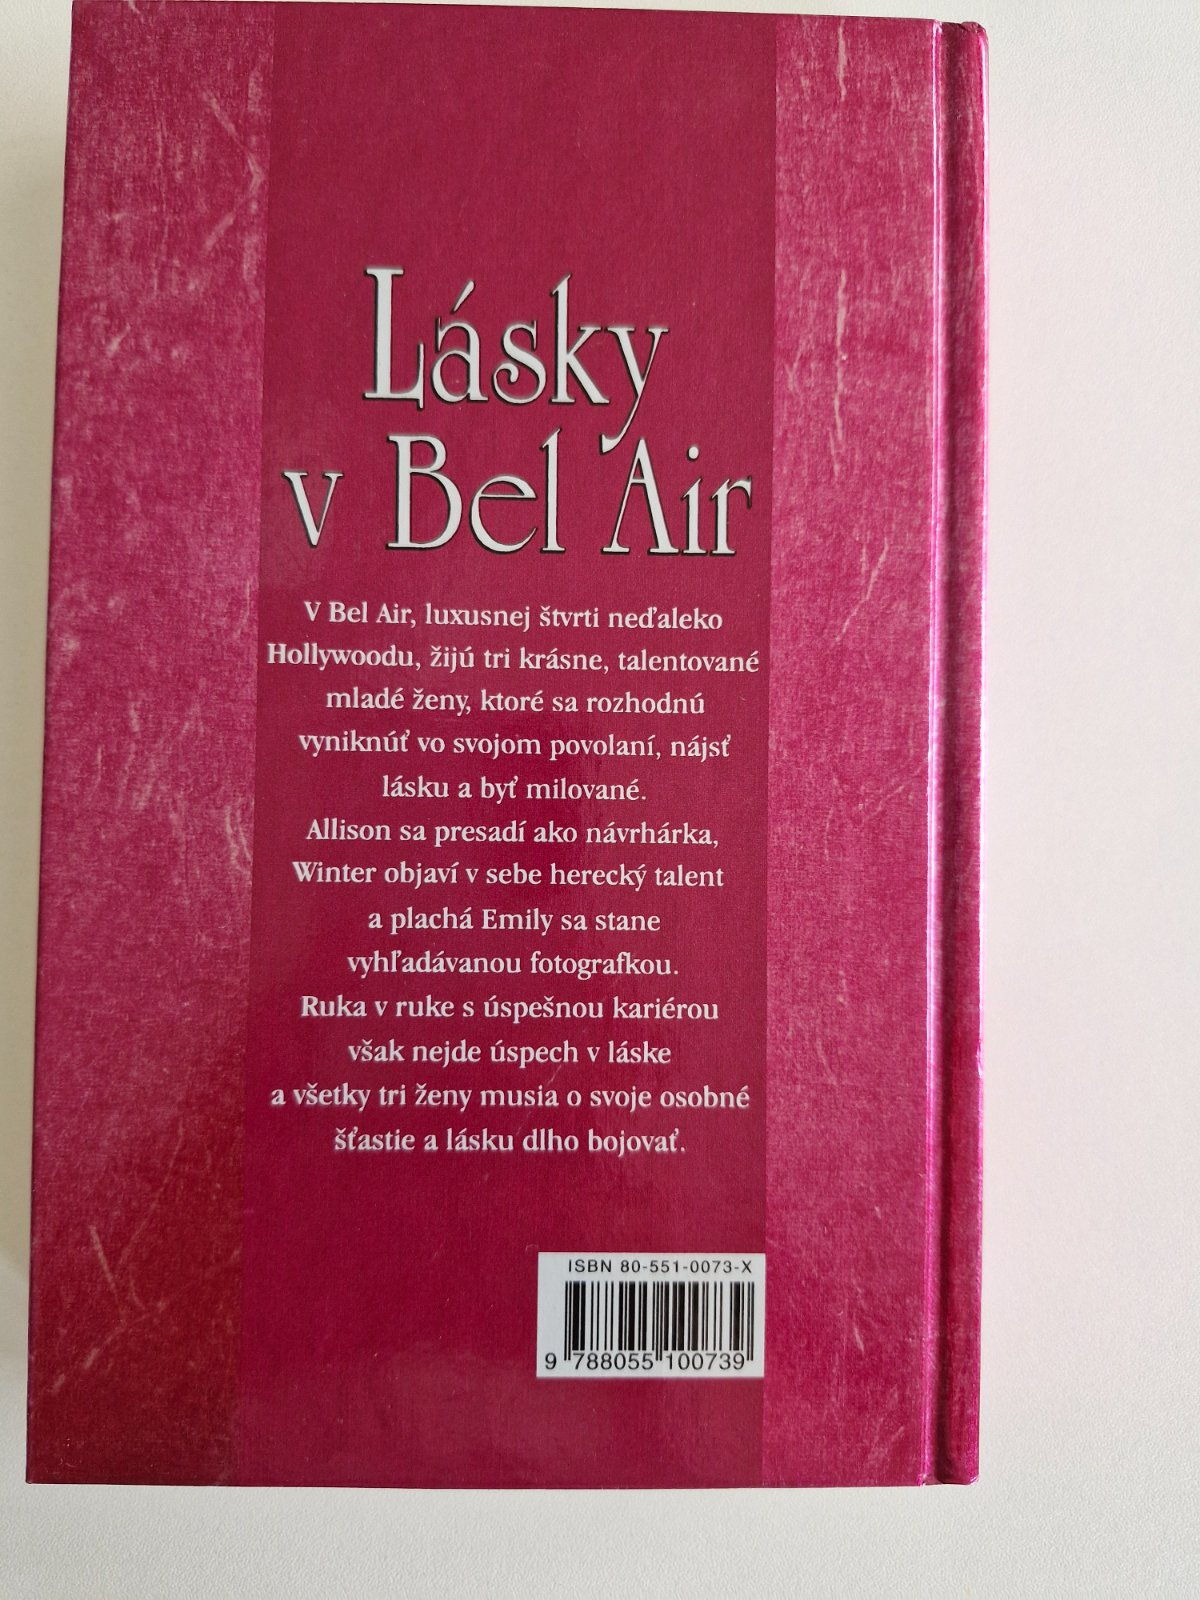 Lásky
v Bel Air
V Bel Air, luxusnej štvrti neďaleko
Hollywoodu, žijú tri krásne, talentované
mladé ženy, ktoré sa rozhodnú
vyniknúť vo svojom povolaní, nájsť
lásku a byť milované.
Allison sa presadí ako návrhárka,
Winter objaví v sebe herecký talent
a plachá Emily sa stane
vyhľadávanou fotografkou.
Ruka v ruke s úspešnou kariérou
však nejde úspech v láske
a všetky tri ženy musia o svoje osobné
šťastie a lásku dlho bojovať.
ISBN 80-551-0073-X
9 788055 100739